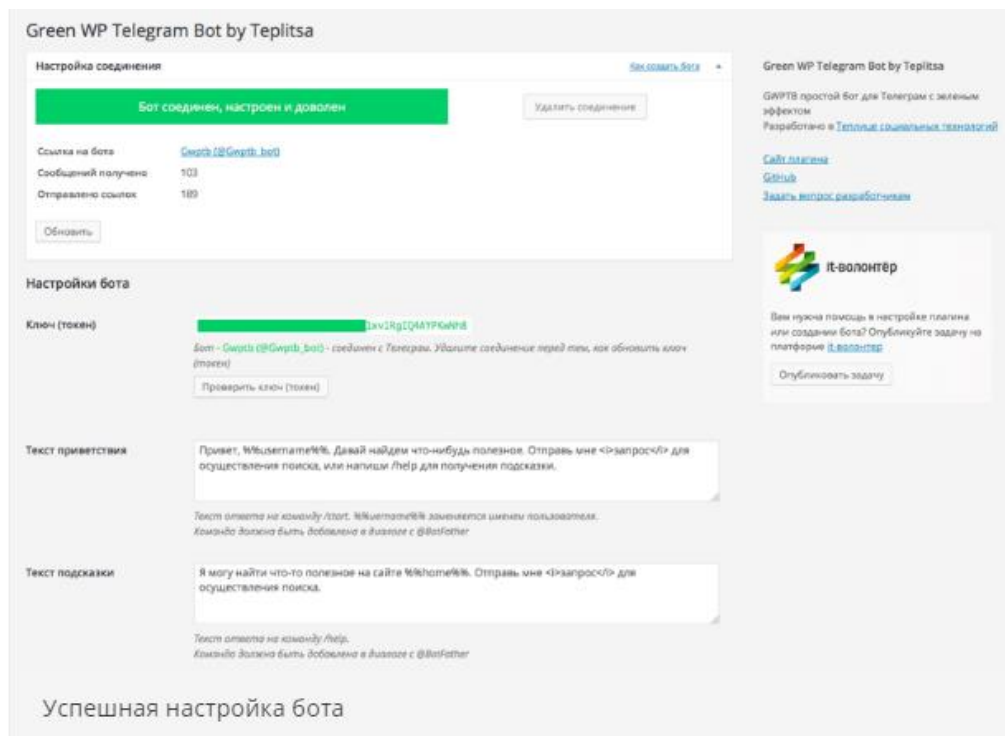 Green WP Telegram Bot by Teplitsa
Настройка соединения
Как создать бота
Бот соединен, настроен и доволен
Удалить соединение
Ссылка на бота
Gwptb (@Gwptb_bot)
Сообщений получено
103
Отправлено ссылок
189
Обновить
Настройки бота
Ключ (токен)
Бот - Gwptb (@Gwptb_bot) - соединен с Телеграм. Удалите соединение перед тем, как обновить ключ
(токен)
Проверить ключ (токен)
Текст приветствия
Привет, %%username%%. Давай найдем что-нибудь полезное. Отправь мне <i>запрос</i> для
осуществления поиска, или напиши /help для получения подсказки.
Текст ответа на команду /start. %%username%% заменяется именем пользователя.
Команда должна быть добавлена в диалоге с @BotFather
Текст подсказки
Я могу найти что-то полезное на сайте %%home%%. Отправь мне <i>запрос</i> для
осуществления поиска.
Текст ответа на команду /help.
Команда должна быть добавлена в диалоге с @BotFather
Green WP Telegram Bot by Teplitsa
GWPTB простой бот для Телеграм с зеленым
эффектом
Разработано в Теплице социальных технологий
Сайт плагина
GitHub
Задать вопрос разработчикам
it-волонтёр
Вам нужна помощь в настройке плагина
или создании бота? Опубликуйте задачу на
платформе it-волонтер
Опубликовать задачу
Успешная настройка бота